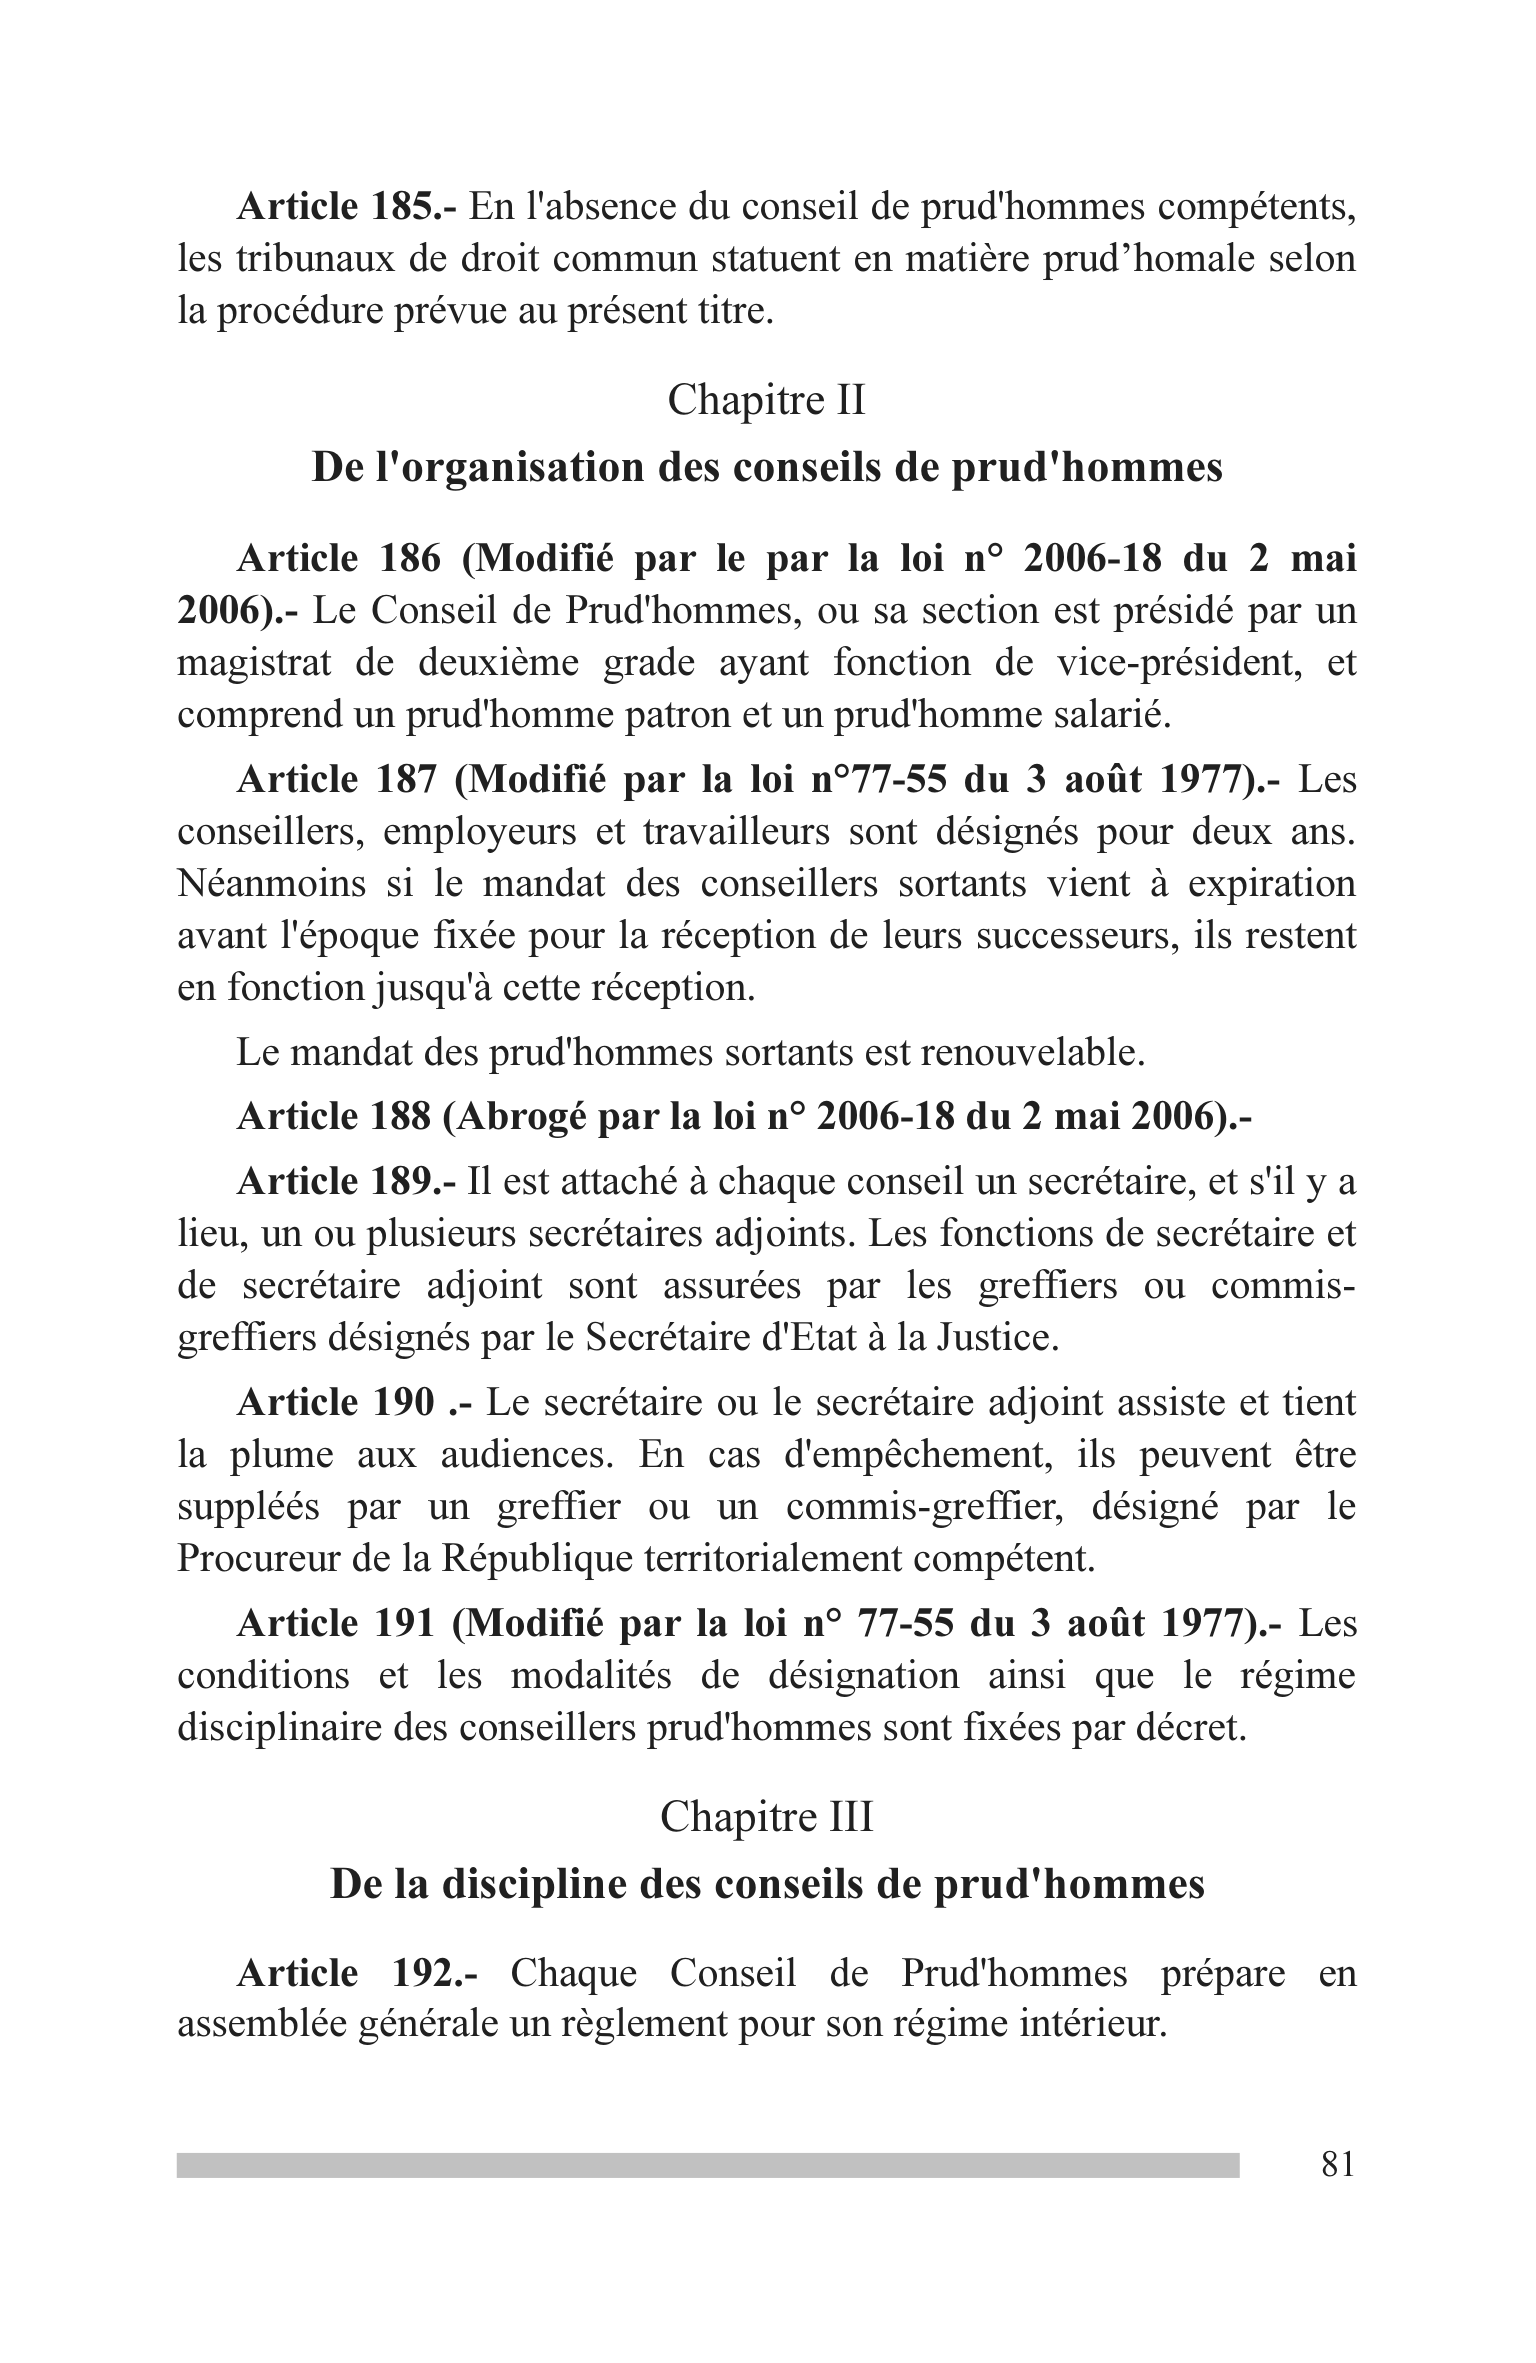 Article 185.- En l'absence du conseil de prud'hommes compétents,
les tribunaux de droit commun statuent en matière prud’homale selon
la procédure prévue au présent titre.
Chapitre II
De l'organisation des conseils de prud'hommes
Article 186 (Modifié par le par la loi n° 2006-18 du 2 mai
2006).- Le Conseil de Prud'hommes, ou sa section est présidé par un
magistrat de deuxième grade ayant fonction de vice-président, et
comprend un prud'homme patron et un prud'homme salarié.
Article 187 (Modifié par la loi n°77-55 du 3 août 1977).- Les
conseillers, employeurs et travailleurs sont désignés pour deux ans.
Néanmoins si le mandat des conseillers sortants vient à expiration
avant l'époque fixée pour la réception de leurs successeurs, ils restent
en fonction jusqu'à cette réception.
Le mandat des prud'hommes sortants est renouvelable.
Article 188 (Abrogé par la loi n° 2006-18 du 2 mai 2006).-
Article 189.- Il est attaché à chaque conseil un secrétaire, et s'il y a
lieu, un ou plusieurs secrétaires adjoints. Les fonctions de secrétaire et
de secrétaire adjoint sont assurées par les greffiers ou commis-
greffiers désignés par le Secrétaire d'Etat à la Justice.
Article 190 .- Le secrétaire ou le secrétaire adjoint assiste et tient
la plume aux audiences. En cas d'empêchement, ils peuvent être
suppléés par un greffier ou un commis-greffier, désigné par le
Procureur de la République territorialement compétent.
Article 191 (Modifié par la loi n° 77-55 du 3 août 1977).- Les
conditions et les modalités de désignation ainsi que le régime
disciplinaire des conseillers prud'hommes sont fixées par décret.
Chapitre III
De la discipline des conseils de prud'hommes
Article 192.- Chaque Conseil de Prud'hommes prépare en
assemblée générale un règlement pour son régime intérieur.
81